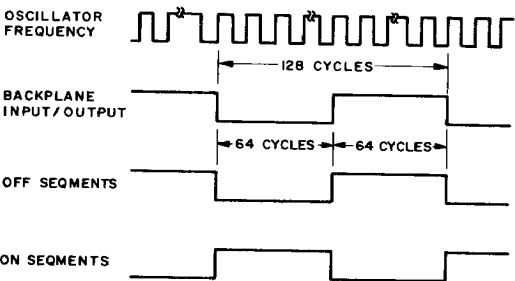 OSCILLATOR
FREQUENCY
128 CYCLES
BACKPLANE
INPUT/OUTPUT
64 CYCLES
64 CYCLES
OFF SEQMENTS
ON SEQMENTS